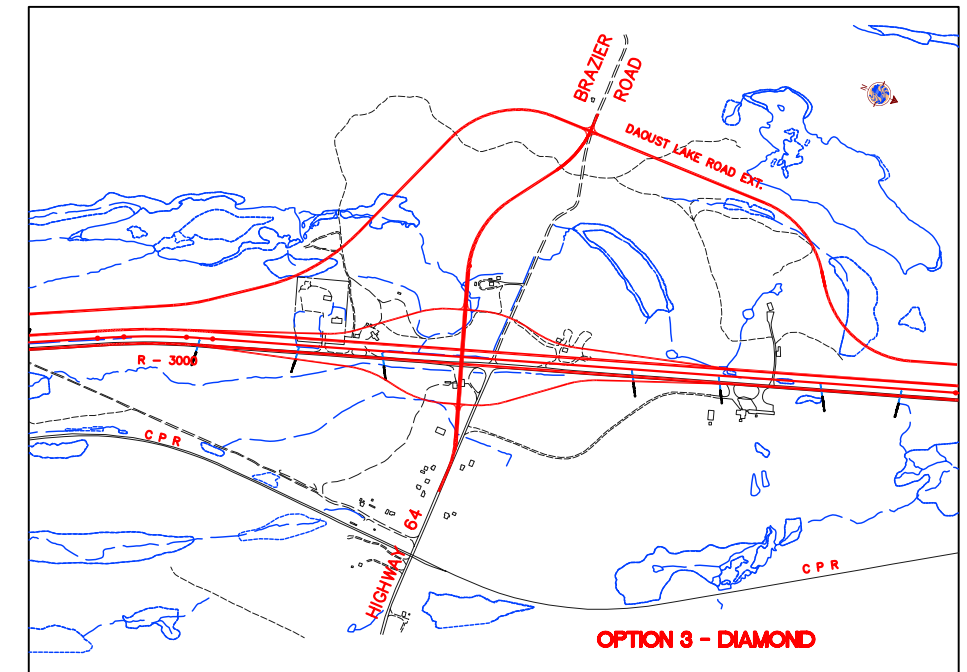 BRAZIER
ROAD
DAOUST LAKE ROAD EXT.
N
R - 3000
CPR
HIGHWAY 64
CPR
OPTION 3 - DIAMOND